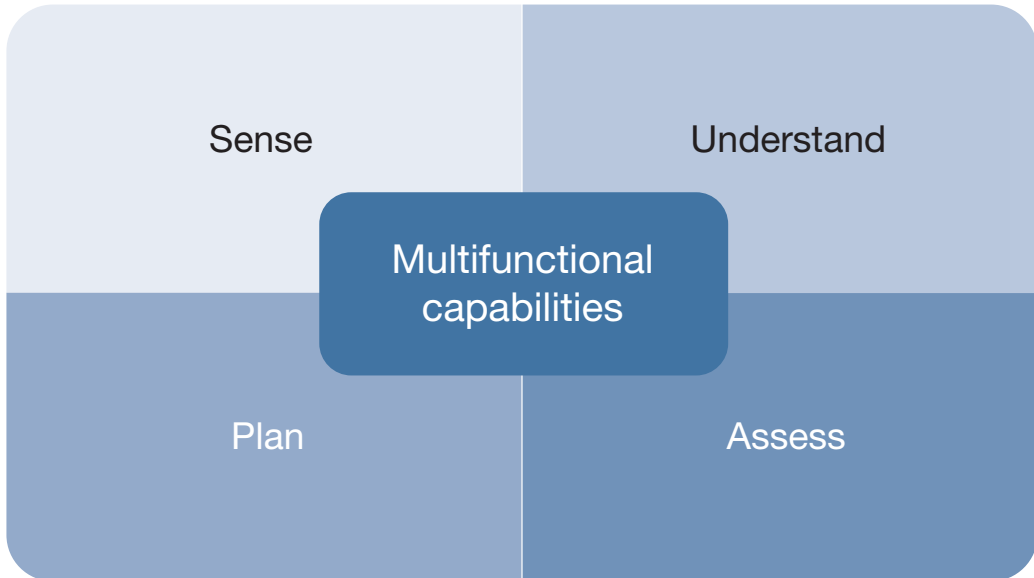 Sense
Understand
Multifunctional
capabilities
Plan
Assess